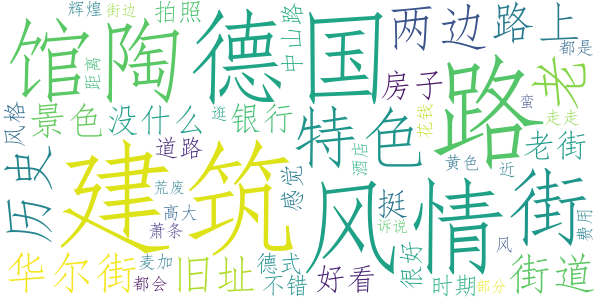 辉煌 街边 拍照 中山路 两边 路上
馆陶 德国 路 老
距离 都是
风格 景色 没什么 逛 银行 房子 花钱 蛮 走走
历史 建筑 道路 特色 酒店 黄色 近 老街
荒废 感觉 风情 街
高大 挺 诉说 风 费用
萧条
华尔街 麦加 旧址 德式 好看 很好 时期 部分 街道
都会 不错